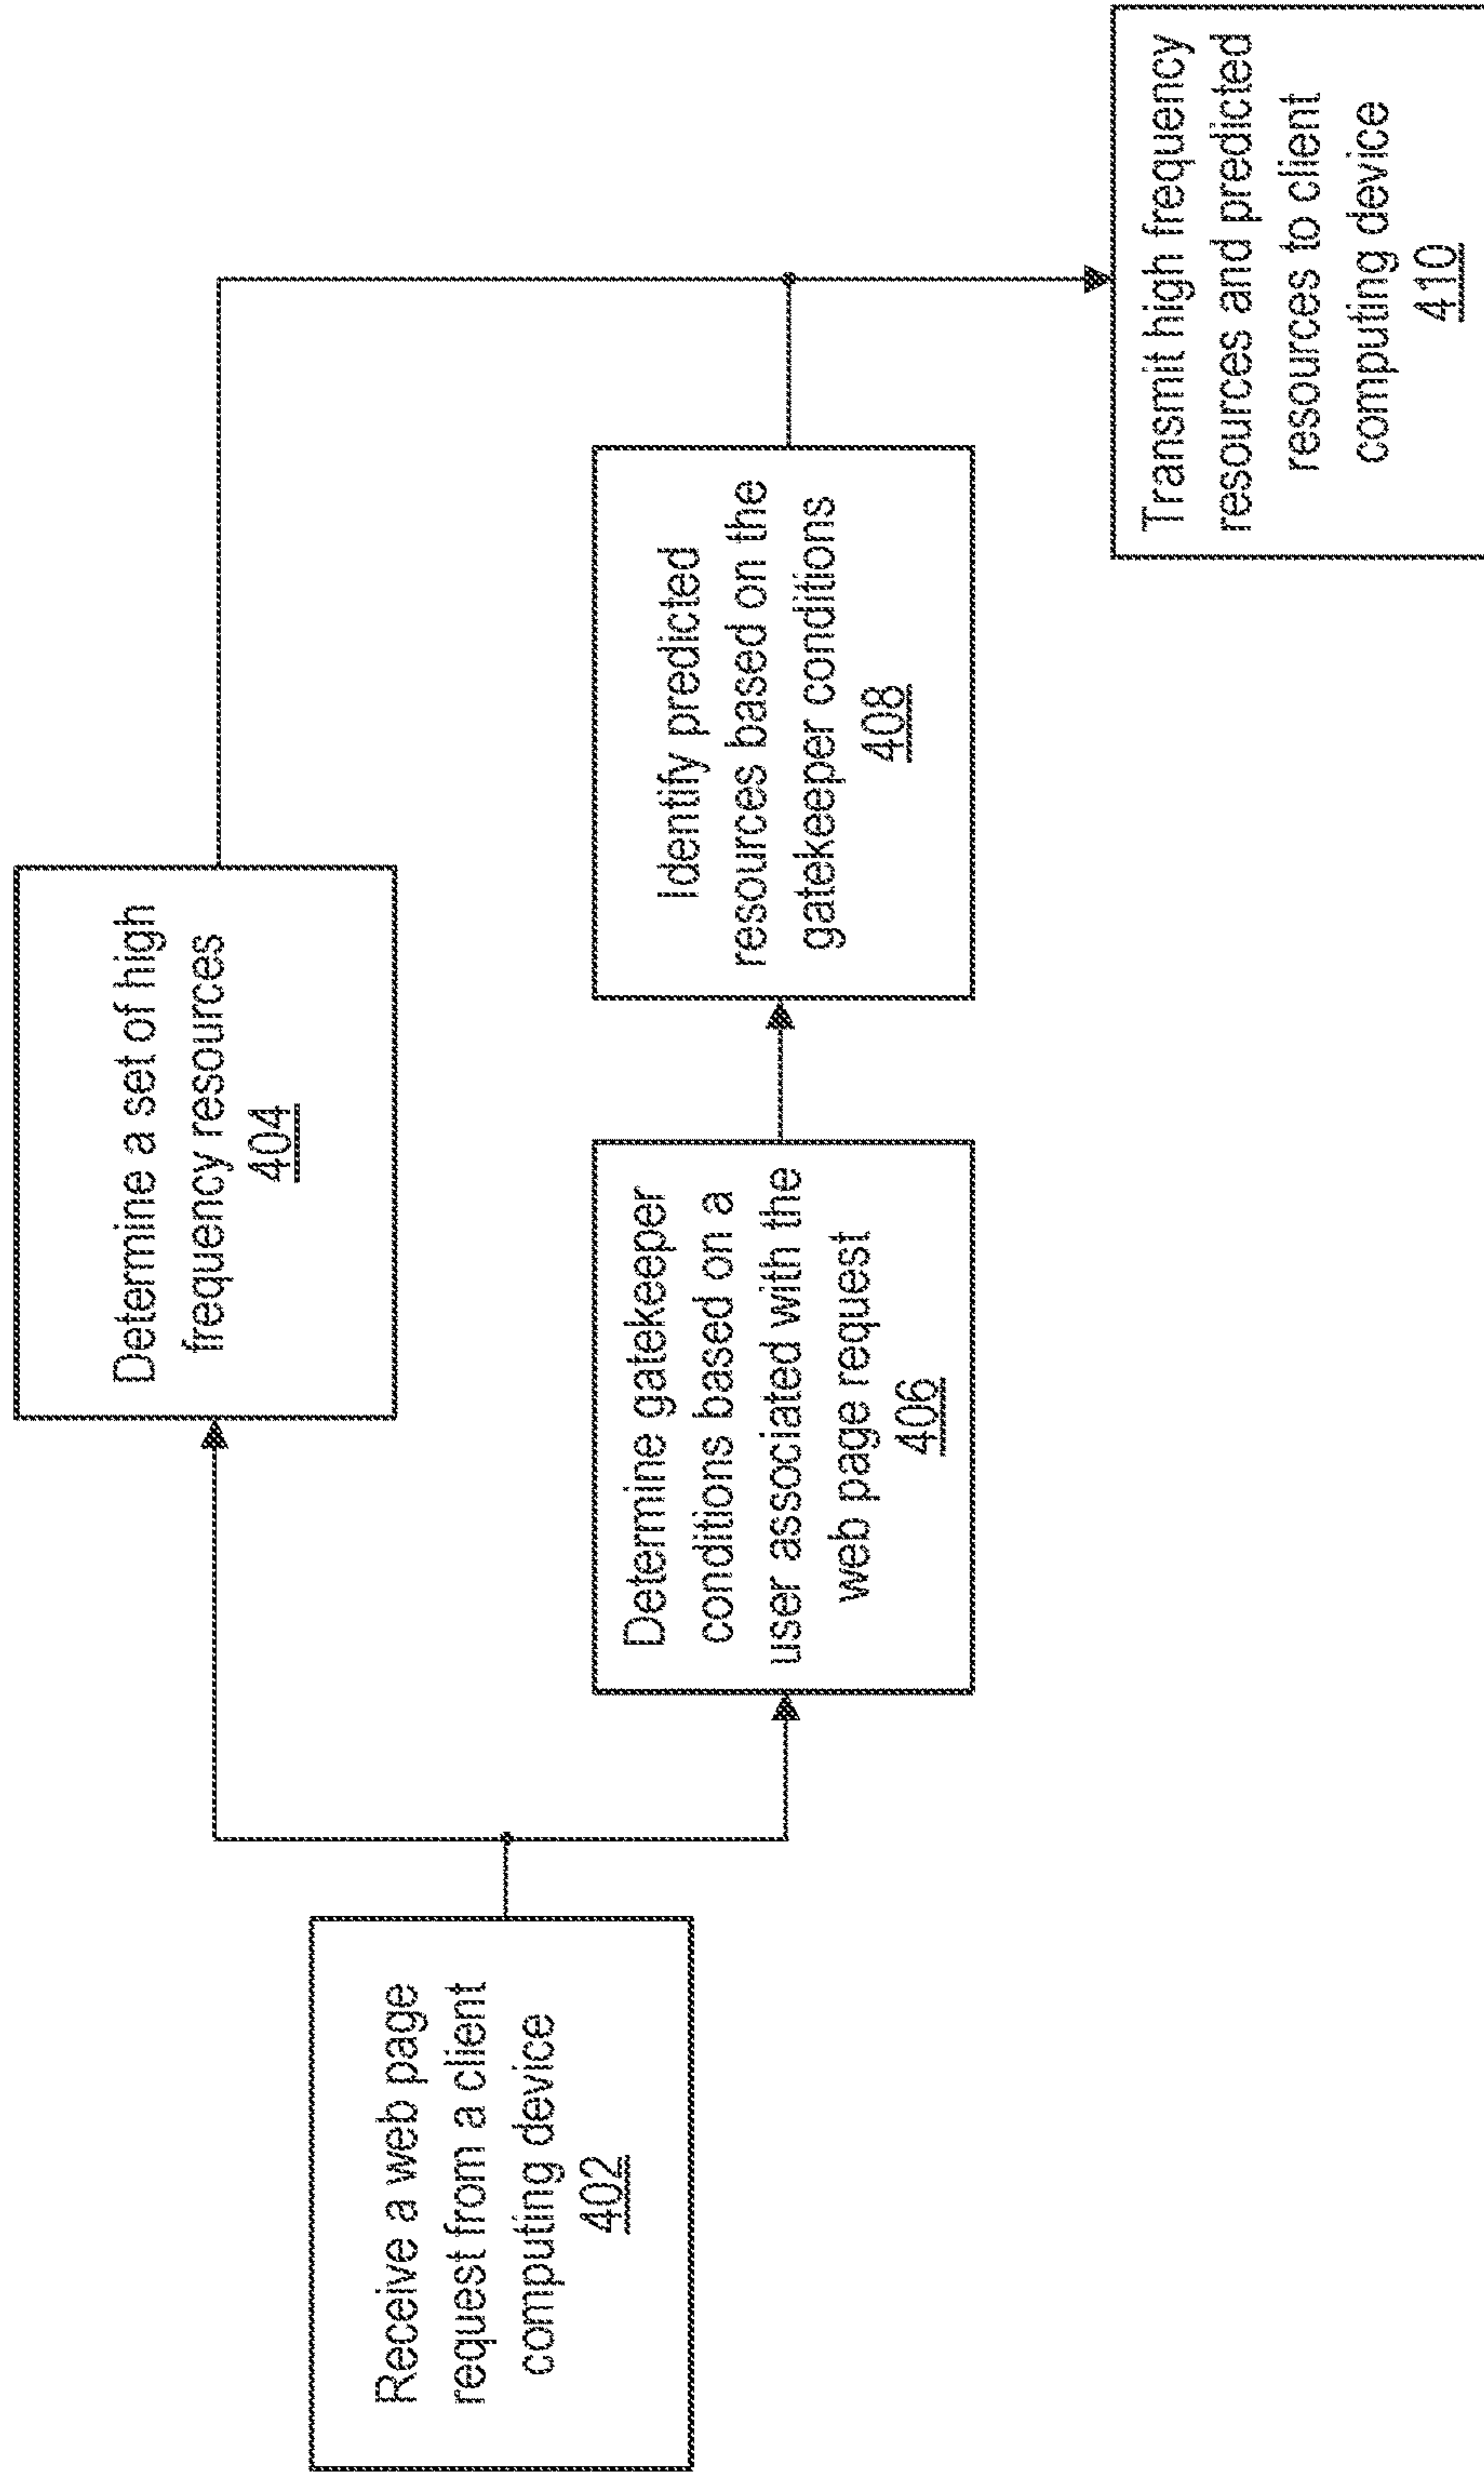 Receive a web page
request from a client
computing device
402
Determine a set of high
frequency resources
404
Determine gatekeeper
conditions based on a
user associated with the
web page request
406
Identify predicted
resources based on the
gatekeeper conditions
408
Transmit high frequency
resources and predicted
resources to client
computing device
410